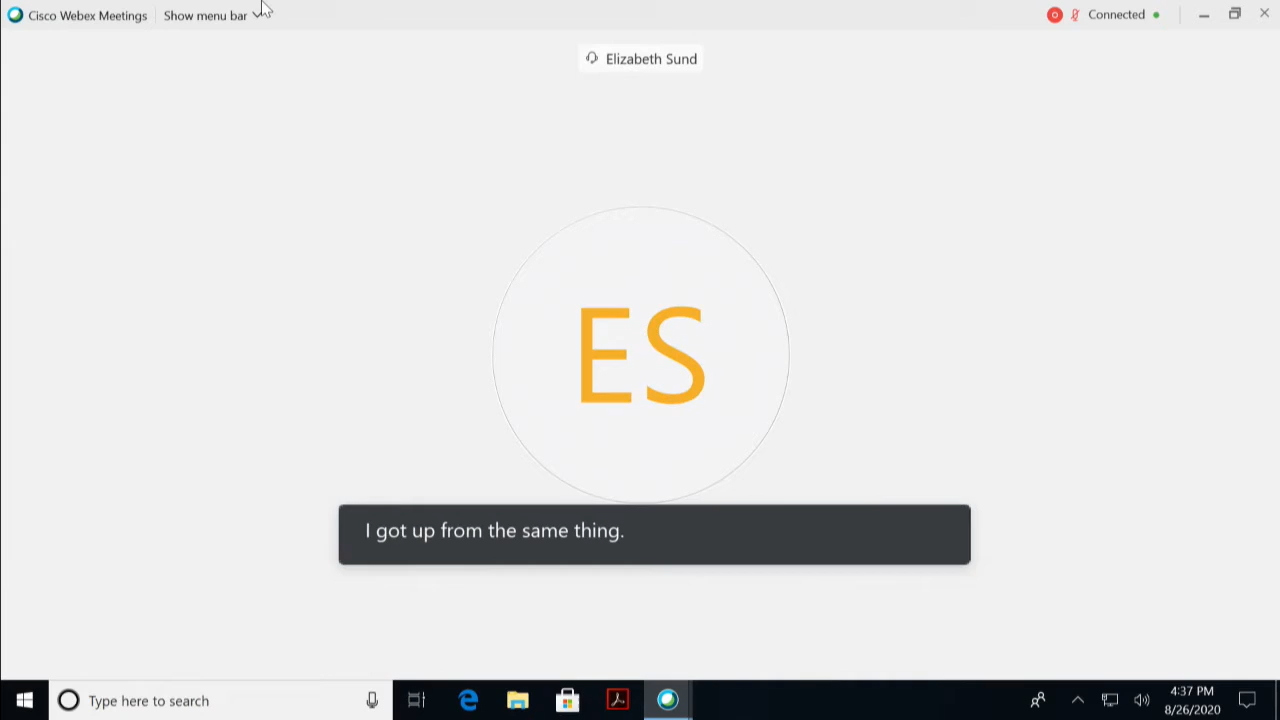 Cisco Webex Meetings
Show menu bar
Connected
Elizabeth Sund
ES
I got up from the same thing.
Type here to search
4:37 PM
8/26/2020